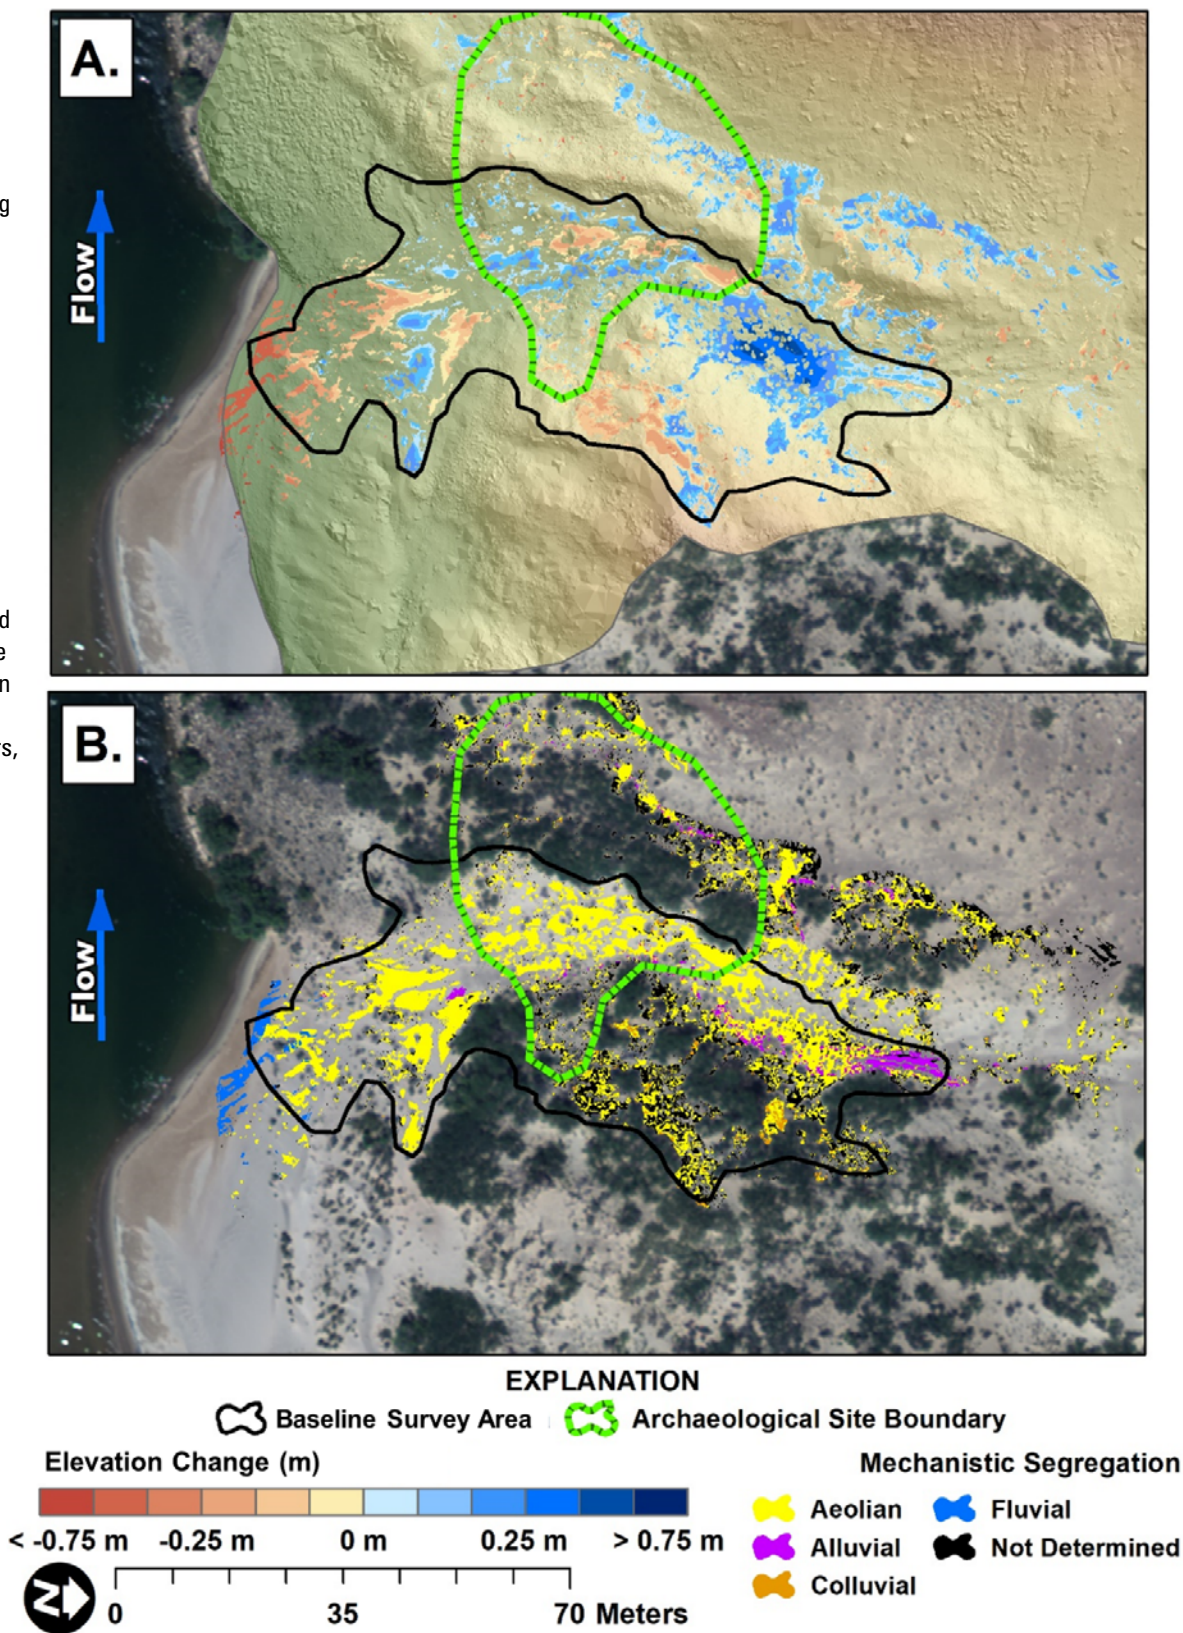 g
d
e
n
s,
A.
Flow
B.
Flow
EXPLANATION
Baseline Survey Area
Archaeological Site Boundary
Elevation Change (m)
< -0.75 m -0.25 m 0 m 0.25 m > 0.75 m
N
0 35 70 Meters
Mechanistic Segregation
Aeolian
Fluvial
Alluvial
Not Determined
Colluvial